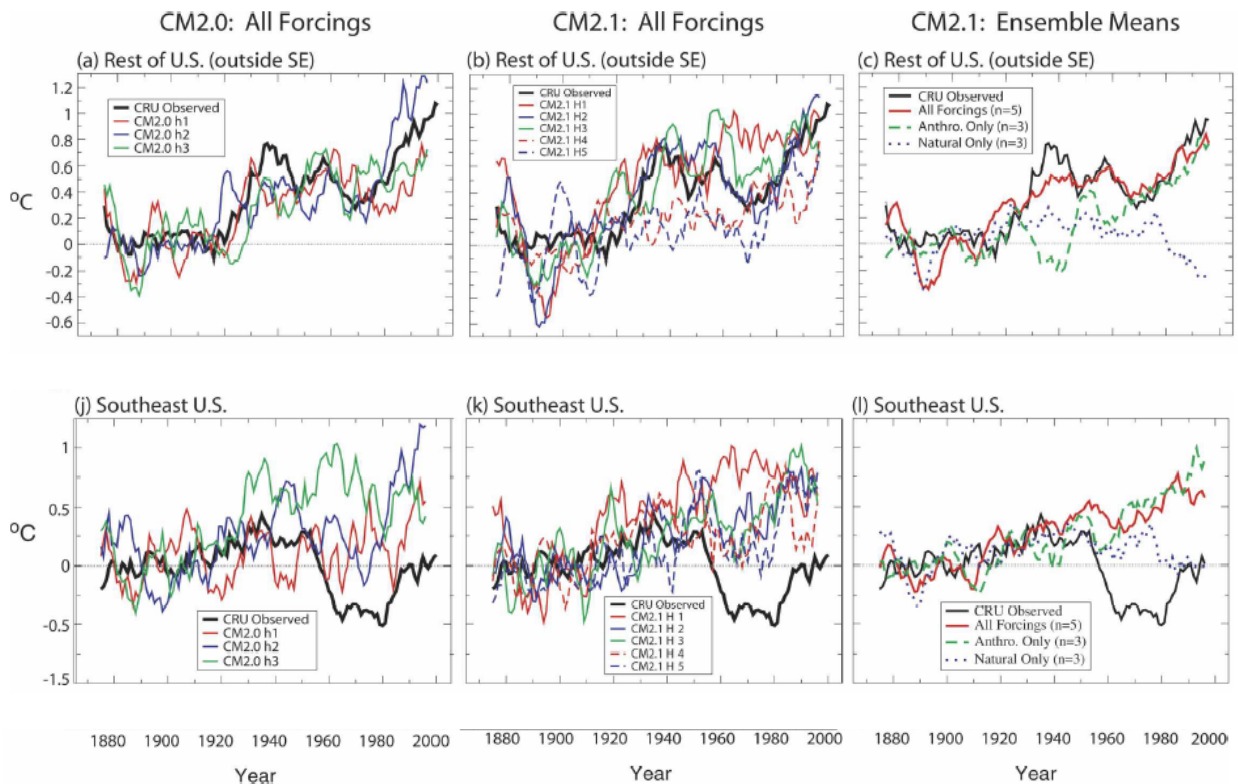 CM2.0: All Forcings
CM2.1: All Forcings
CM2.1: Ensemble Means
(a) Rest of U.S. (outside SE)
1.2
1
0.8
0.6
0.4
0.2
0
-0.2
-0.4
-0.6
°C
CRU Observed
CM2.0 h1
CM2.0 h2
CM2.0 h3
(b) Rest of U.S. (outside SE)
CRU Observed
CM2.1 H1
CM2.1 H2
CM2.1 H3
CM2.1 H4
CM2.1 H5
(c) Rest of U.S. (outside SE)
CRU Observed
All Forcings (n=5)
Anthro. Only (n=3)
Natural Only (n=3)
(j) Southeast U.S.
1
0.5
0
-0.5
-1.5
°C
CRU Observed
CM2.0 h1
CM2.0 h2
CM2.0 h3
(k) Southeast U.S.
CRU Observed
CM2.1 H 1
CM2.1 H 2
CM2.1 H 3
CM2.1 H 4
CM2.1 H 5
(l) Southeast U.S.
CRU Observed
All Forcings (n=5)
Anthro. Only (n=3)
Natural Only (n=3)
1880 1900 1920 1940 1960 1980 2000
1880 1900 1920 1940 1960 1980 2000
1880 1900 1920 1940 1960 1980 2000
Year
Year
Year